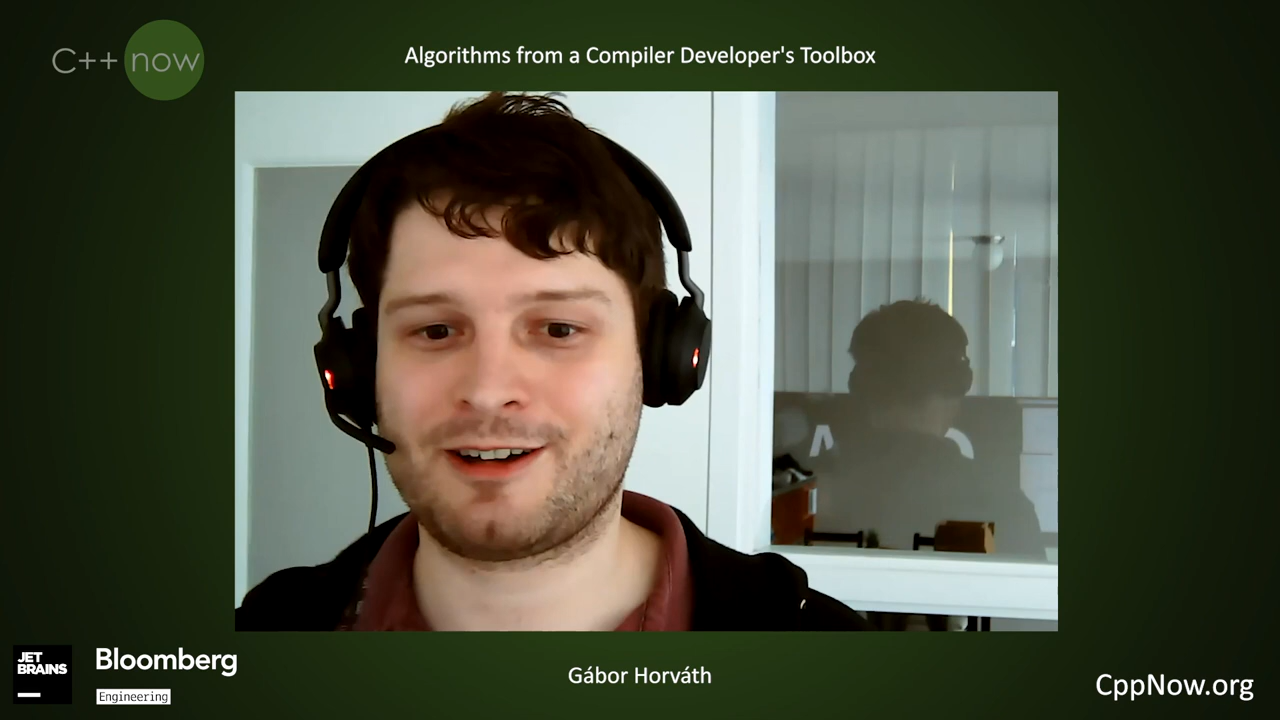 C++ now
Algorithms from a Compiler Developer's Toolbox
JET
BRAINS
Bloomberg
Engineering
Gábor Horváth
CppNow.org